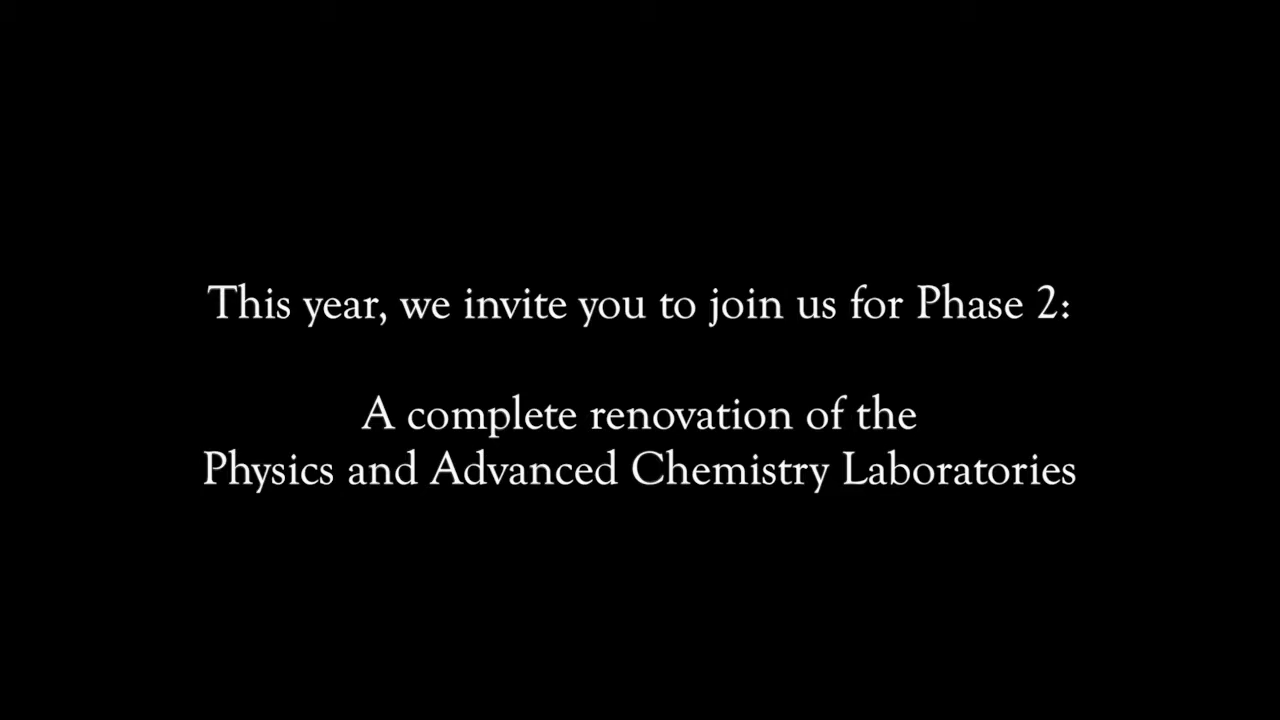 This year, we invite you to join us for Phase 2:
A complete renovation of the
Physics and Advanced Chemistry Laboratories